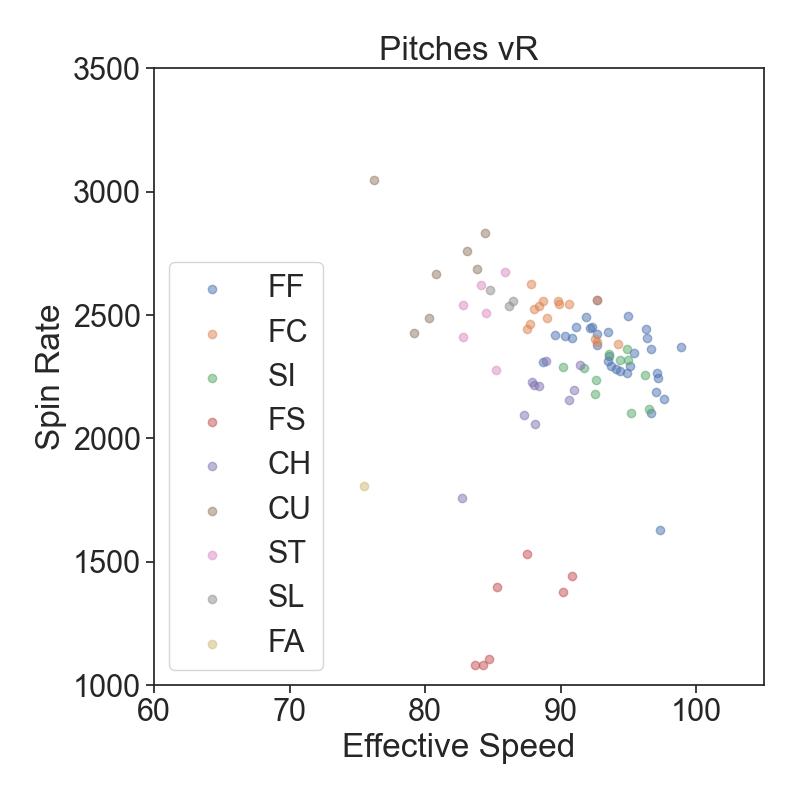 Pitches vR
3500
3000
2500
2000
1500
1000
Spin Rate
FF
FC
SI
FS
CH
CU
ST
SL
FA
60 70 80 90 100
Effective Speed